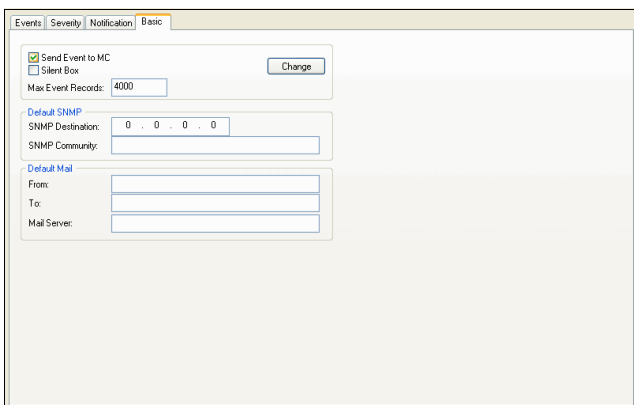 Events Severity Notification Basic
Send Event to MC
Silent Box
Change
Max Event Records: 4000
Default SNMP
SNMP Destination: 0 . 0 . 0 . 0
SNMP Community:
Default Mail
From:
To:
Mail Server: